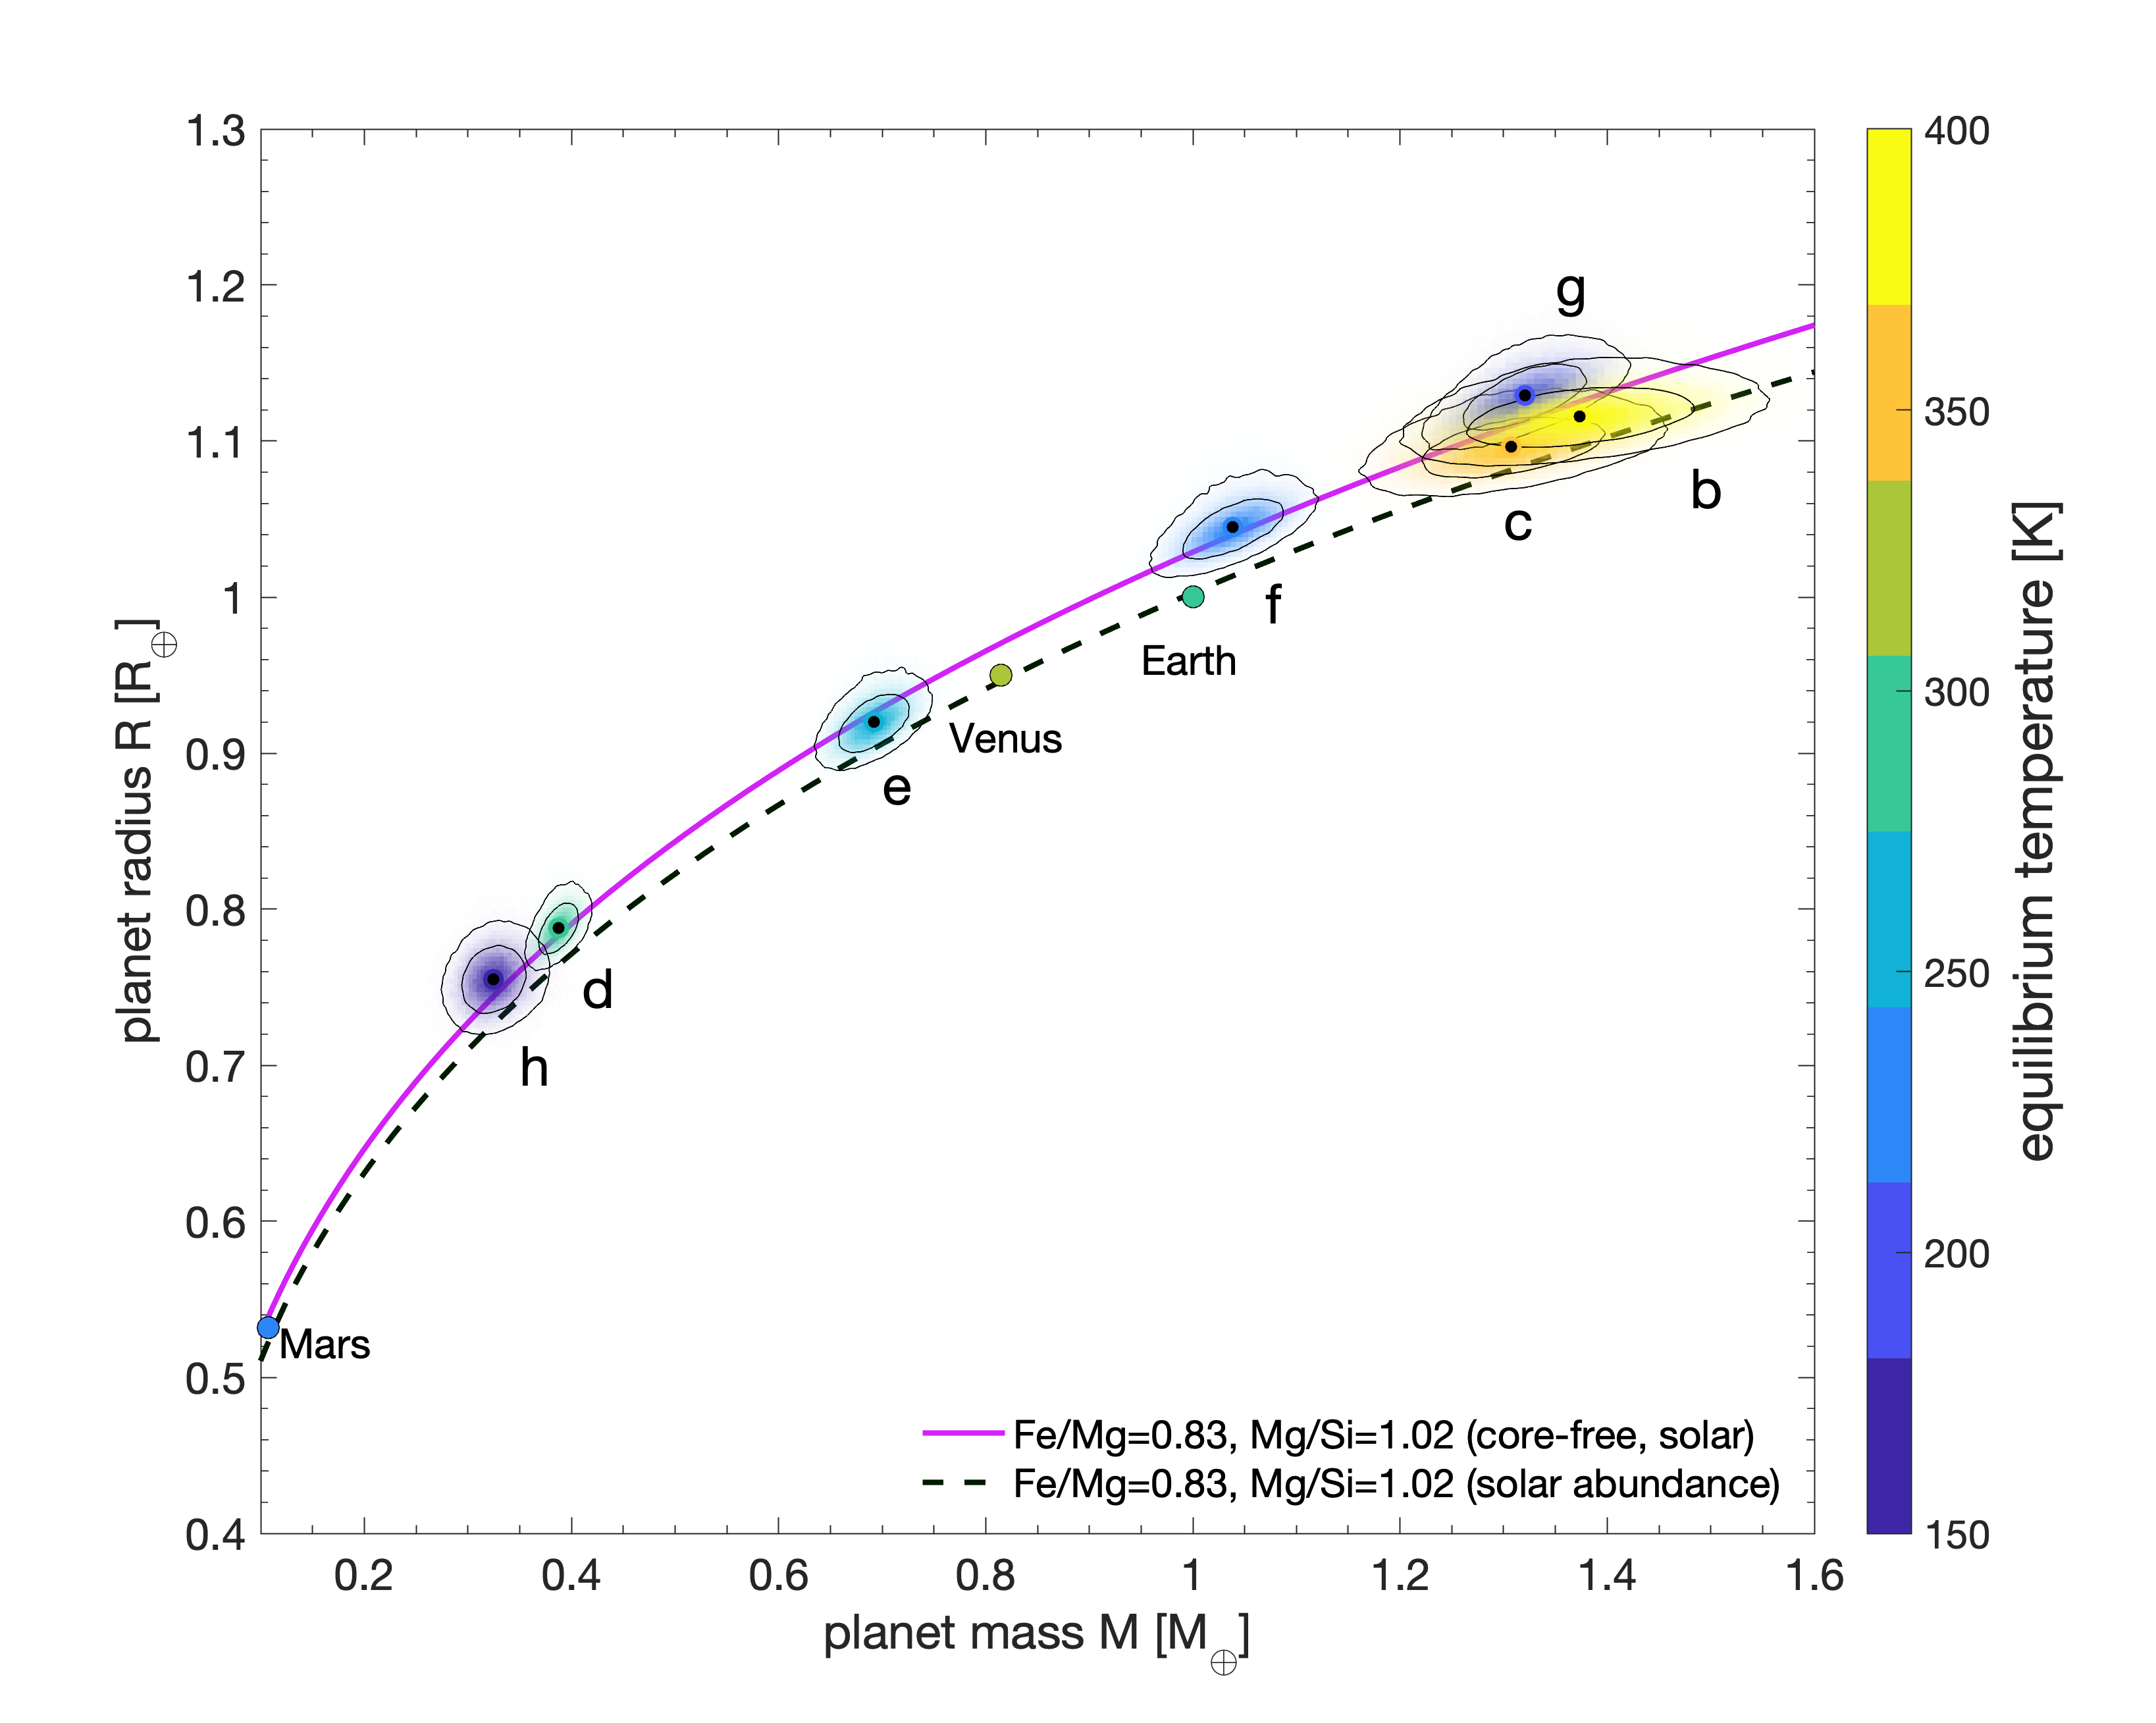 1.3
1.2
1.1
1
0.9
0.8
0.7
0.6
0.5
0.4
planet radius R [R⊕]
0.2 0.4 0.6 0.8 1 1.2 1.4 1.6
planet mass M [M⊕]
g
b
c
f
Earth
Venus
e
d
h
Mars
Fe/Mg=0.83, Mg/Si=1.02 (core-free, solar)
Fe/Mg=0.83, Mg/Si=1.02 (solar abundance)
400
350
300
250
200
150
equilibrium temperature [K]